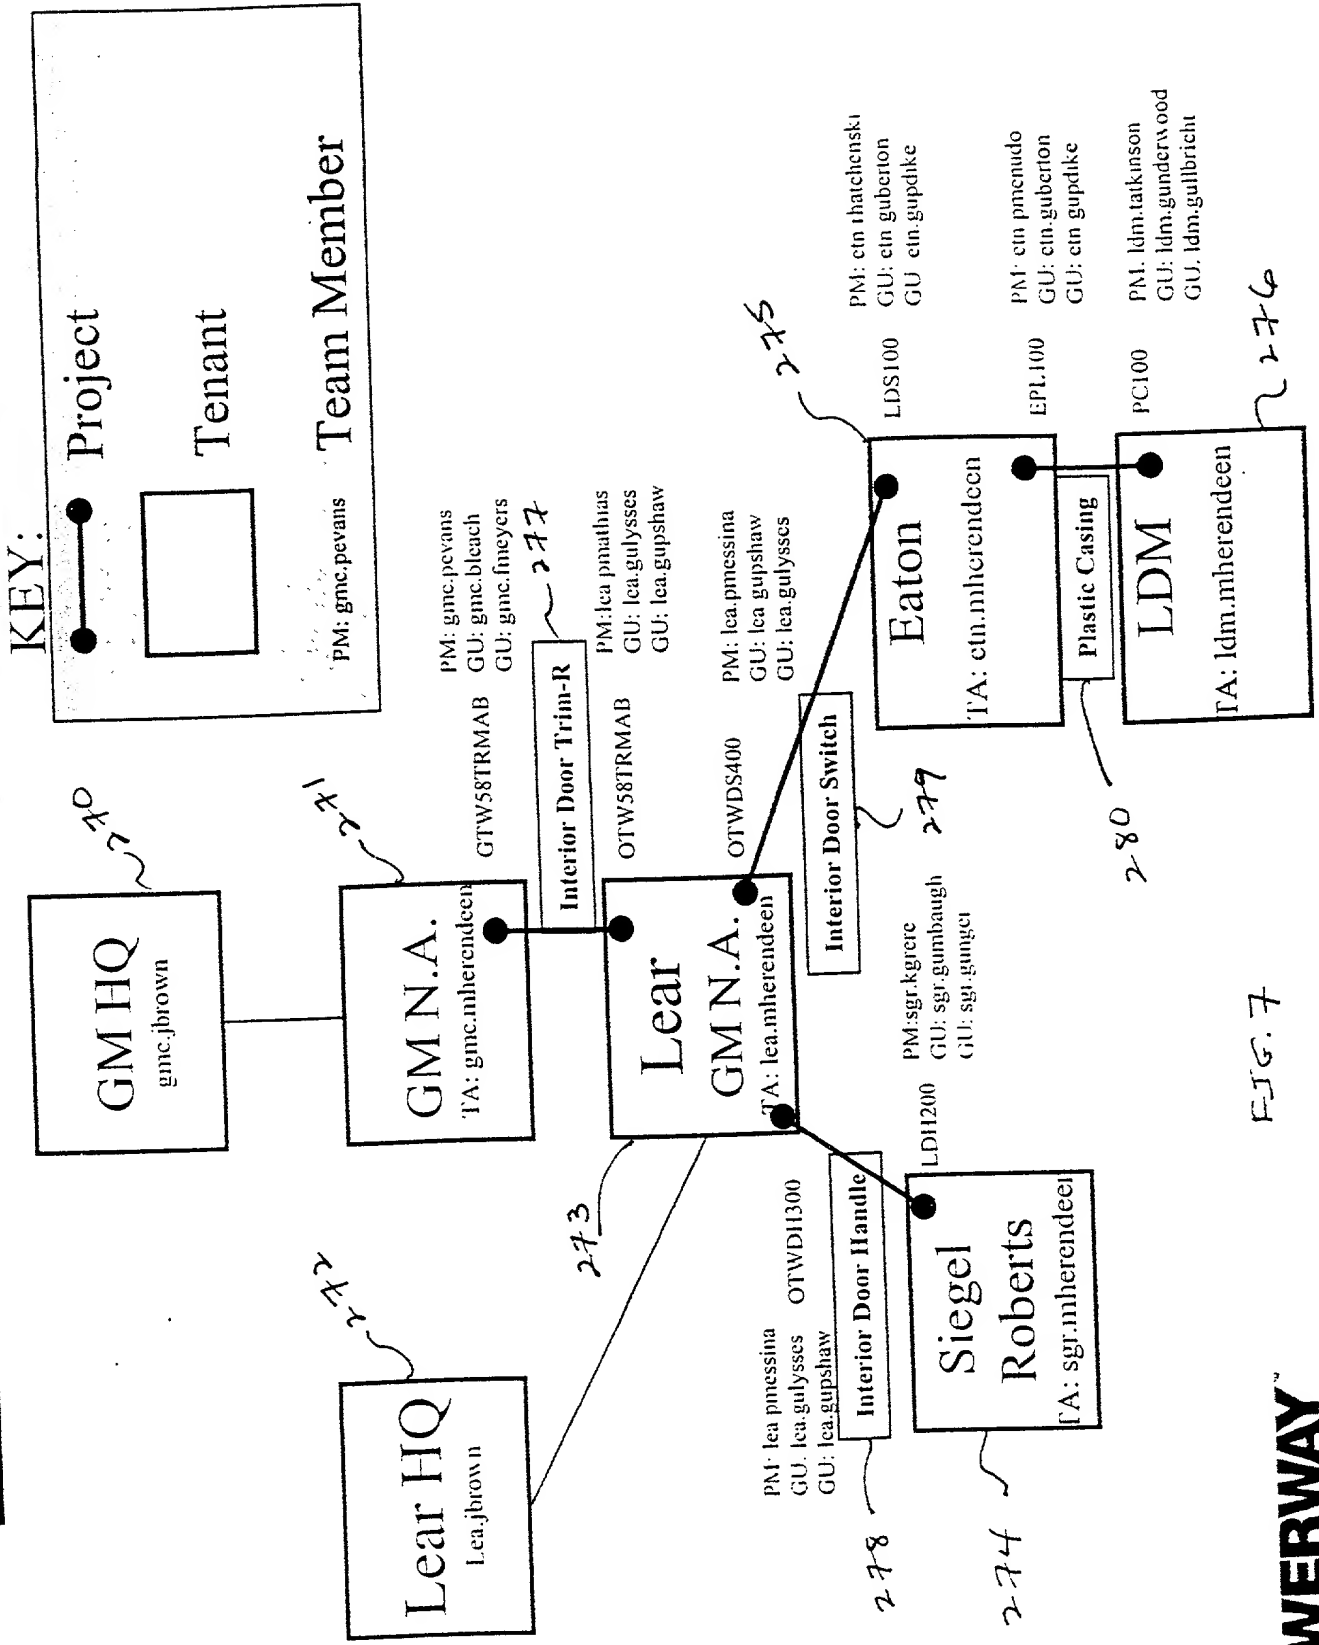 KEY:
Project
Tenant
PM: gmc.pevans
Team Member
270
GM HQ
gmc.jbrown
271
GM N.A.
TA: gmc.mherendeen
GTW58TRMAB
PM: gmc.pevans
GU: gmc.bleach
GU: gmc.fmeyers
Interior Door Trim-R
277
272
Lear HQ
Lea.jbrown
273
Lear
GM N.A.
TA: lea.mherendeen
OTW58TRMAB
PM:lea pmathias
GU: lea.gulysses
GU: lea.gupshaw
OTWDS400
PM: lea.pmessina
GU: lea gupshaw
GU: lea.gulysses
PM: lea pmessina
GU. lea.gulysses
GU: lea.gupshaw
OTWDH300
Interior Door Handle
278
Interior Door Switch
279
275
LDS100
PM: etn thatchenski
GU: etn guberton
GU etn.gupdike
Eaton
TA: etn.mherendeen
EPL100
PM: etn pmenudo
GU: etn.guberton
GU: etn gupdike
Plastic Casing
280
PC100
PM. ldm.tatkinson
GU: ldm.gunderwood
GU. ldm.gullbricht
LDM
TA: ldm.mherendeen
276
LDH200
PM:sgr.kgreie
GU: sgr.gumbaugh
GU: sgr.gunger
Siegel
Roberts
TA: sgr.mherendeen
274
FIG. 7
WERWAY